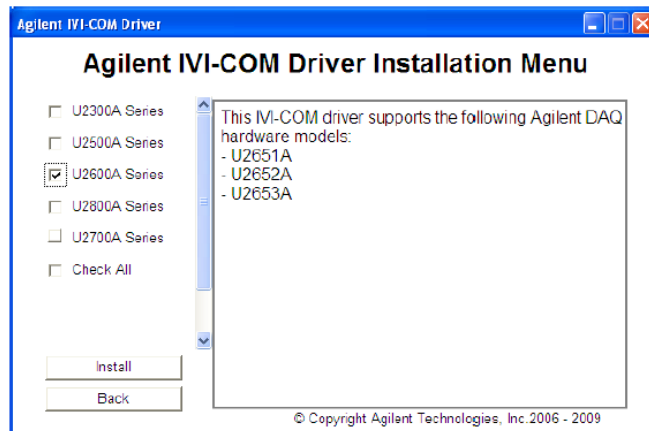 Agilent IVI-COM Driver
Agilent IVI-COM Driver Installation Menu
U2300A Series
U2500A Series
U2600A Series
U2800A Series
U2700A Series
Check All
This IVI-COM driver supports the following Agilent DAQ
hardware models:
- U2651A
- U2652A
- U2653A
Install
Back
© Copyright Agilent Technologies, Inc.2006 - 2009